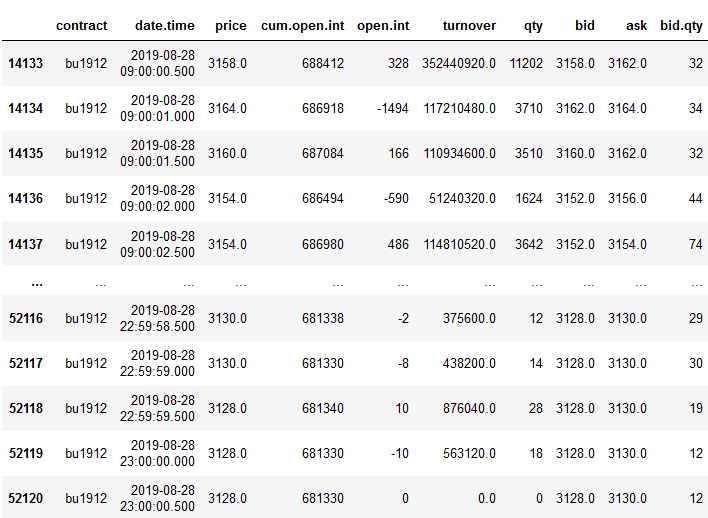 contract date.time price cum.open.int open.int turnover qty bid ask bid.qty
14133 bu1912 2019-08-28 09:00:00.500 3158.0 688412 328 352440920.0 11202 3158.0 3162.0 32
14134 bu1912 2019-08-28 09:00:01.000 3164.0 686918 -1494 117210480.0 3710 3162.0 3164.0 34
14135 bu1912 2019-08-28 09:00:01.500 3160.0 687084 166 110934600.0 3510 3160.0 3162.0 32
14136 bu1912 2019-08-28 09:00:02.000 3154.0 686494 -590 51240320.0 1624 3152.0 3156.0 44
14137 bu1912 2019-08-28 09:00:02.500 3154.0 686980 486 114810520.0 3642 3152.0 3154.0 74
... ... ... ... ... ... ... ... ... ... ...
52116 bu1912 2019-08-28 22:59:58.500 3130.0 681338 -2 375600.0 12 3128.0 3130.0 29
52117 bu1912 2019-08-28 22:59:59.000 3130.0 681330 -8 438200.0 14 3128.0 3130.0 30
52118 bu1912 2019-08-28 22:59:59.500 3128.0 681340 10 876040.0 28 3128.0 3130.0 19
52119 bu1912 2019-08-28 23:00:00.000 3128.0 681330 -10 563120.0 18 3128.0 3130.0 12
52120 bu1912 2019-08-28 23:00:00.500 3128.0 681330 0 0.0 0 3128.0 3130.0 12